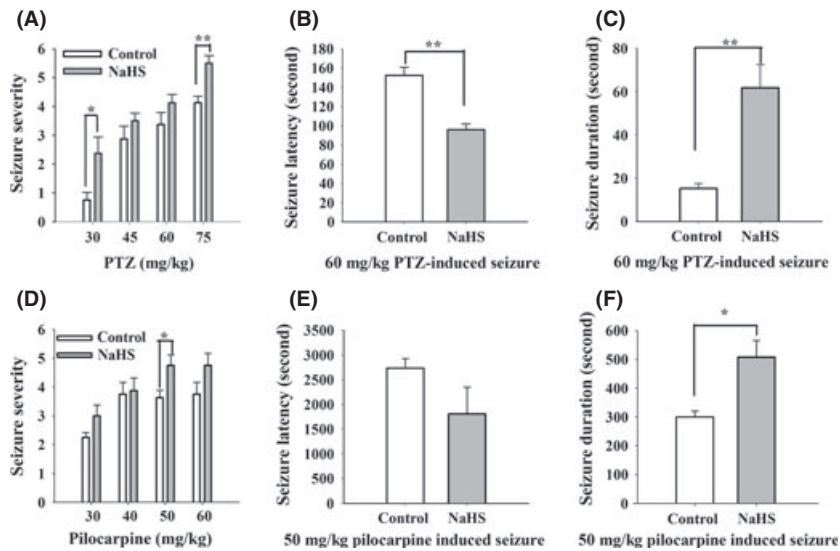 (A)
**
*
Control
NaHS
Seizure severity
6
5
4
3
2
1
0
30 45 60 75
PTZ (mg/kg)
(B)
**
Seizure latency (second)
180
160
140
120
100
80
60
40
20
0
Control NaHS
60 mg/kg PTZ-induced seizure
(C)
**
Seizure duration (second)
80
60
40
20
0
Control NaHS
60 mg/kg PTZ-induced seizure
(D)
Control
NaHS
*
Seizure severity
6
5
4
3
2
1
0
30 40 50 60
Pilocarpine (mg/kg)
(E)
Seizure latency (second)
3500
3000
2500
2000
1500
1000
500
0
Control NaHS
50 mg/kg pilocarpine induced seizure
(F)
*
Seizure duration (second)
600
500
400
300
200
100
0
Control NaHS
50 mg/kg pilocarpine induced seizure